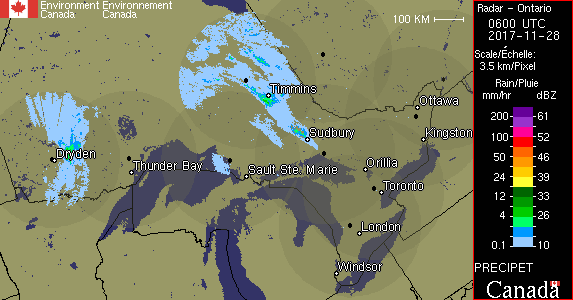 Environment Environnement
Canada Canada
100 KM
Timmins
Ottawa
Sudbury
Kingston
Dryden
Thunder Bay
Sault Ste. Marie
Orillia
Toronto
London
Windsor
Radar - Ontario
0600 UTC
2017-11-28
Scale/Échelle:
3.5 km/Pixel
Rain/Pluie
mm/hr dBZ
200 61
100 52
50 46
24 39
12 33
4 26
0.1 10
PRECIPET
Canada